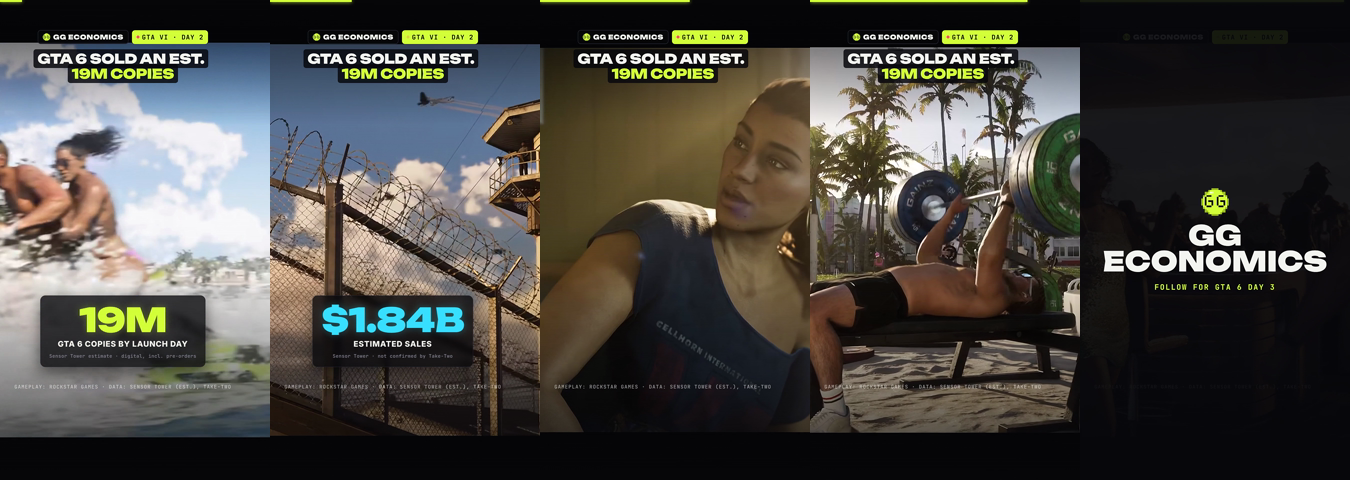 GG ECONOMICS
GTA VI · DAY 2
GTA 6 SOLD AN EST.
19M COPIES
19M
GTA 6 COPIES BY LAUNCH DAY
Sensor Tower estimate · digital, incl. pre-orders
GAMEPLAY: ROCKSTAR GAMES · DATA: SENSOR TOWER (EST.), TAKE-TWO
GG ECONOMICS
GTA VI · DAY 2
GTA 6 SOLD AN EST.
19M COPIES
$1.84B
ESTIMATED SALES
Sensor Tower · not confirmed by Take-Two
GAMEPLAY: ROCKSTAR GAMES · DATA: SENSOR TOWER (EST.), TAKE-TWO
GG ECONOMICS
GTA VI · DAY 2
GTA 6 SOLD AN EST.
19M COPIES
GAMEPLAY: ROCKSTAR GAMES · DATA: SENSOR TOWER (EST.), TAKE-TWO
GG ECONOMICS
GTA VI · DAY 2
GTA 6 SOLD AN EST.
19M COPIES
GAMEPLAY: ROCKSTAR GAMES · DATA: SENSOR TOWER (EST.), TAKE-TWO
GG ECONOMICS
GTA VI · DAY 2
GG
GG
ECONOMICS
FOLLOW FOR GTA 6 DAY 3